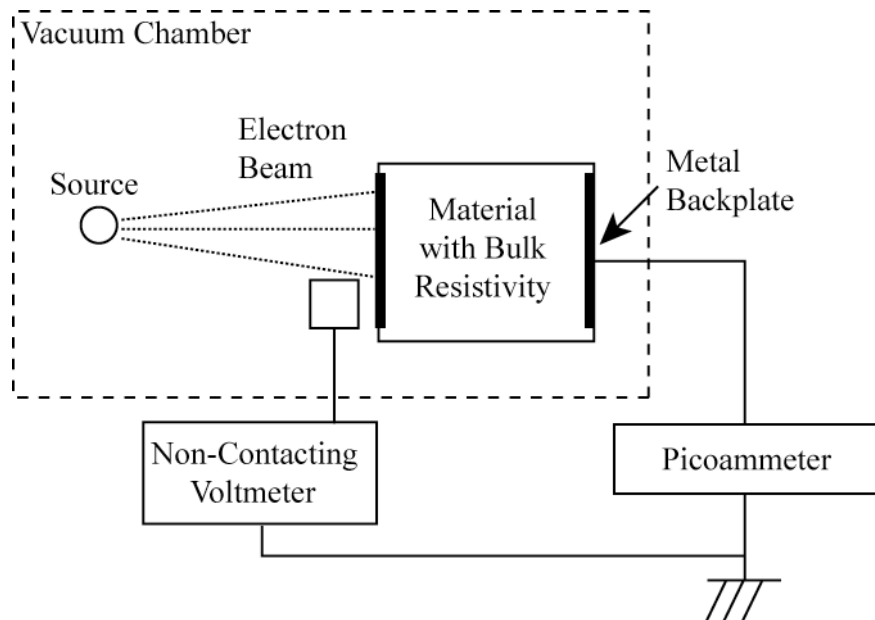 Vacuum Chamber
Electron
Beam
Source
Metal
Backplate
Material
with Bulk
Resistivity
Non-Contacting
Voltmeter
Picoammeter